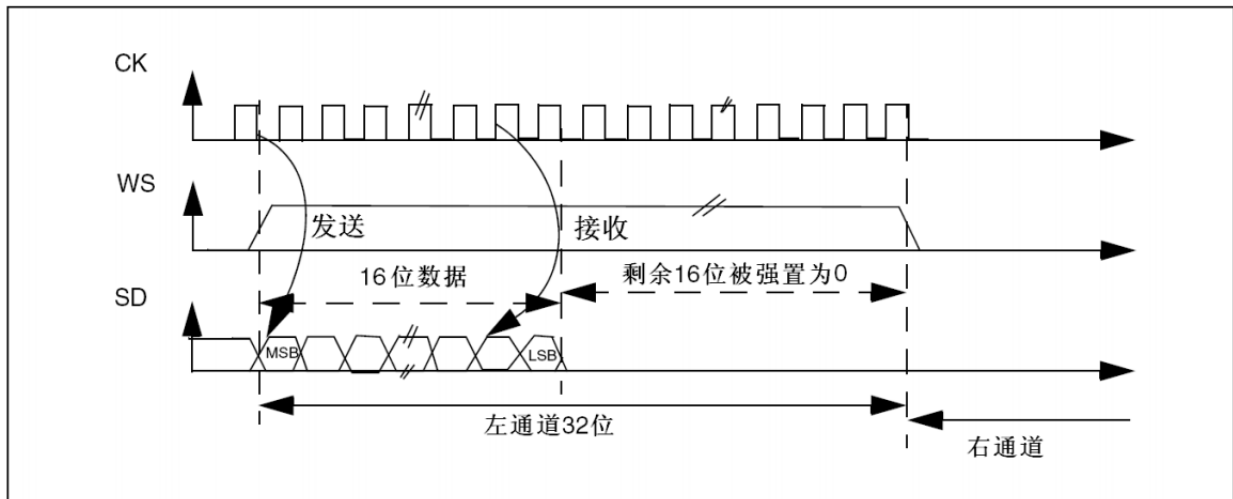 CK
WS
发送
接收
16位数据
剩余16位被强置为0
SD
MSB
LSB
左通道32位
右通道